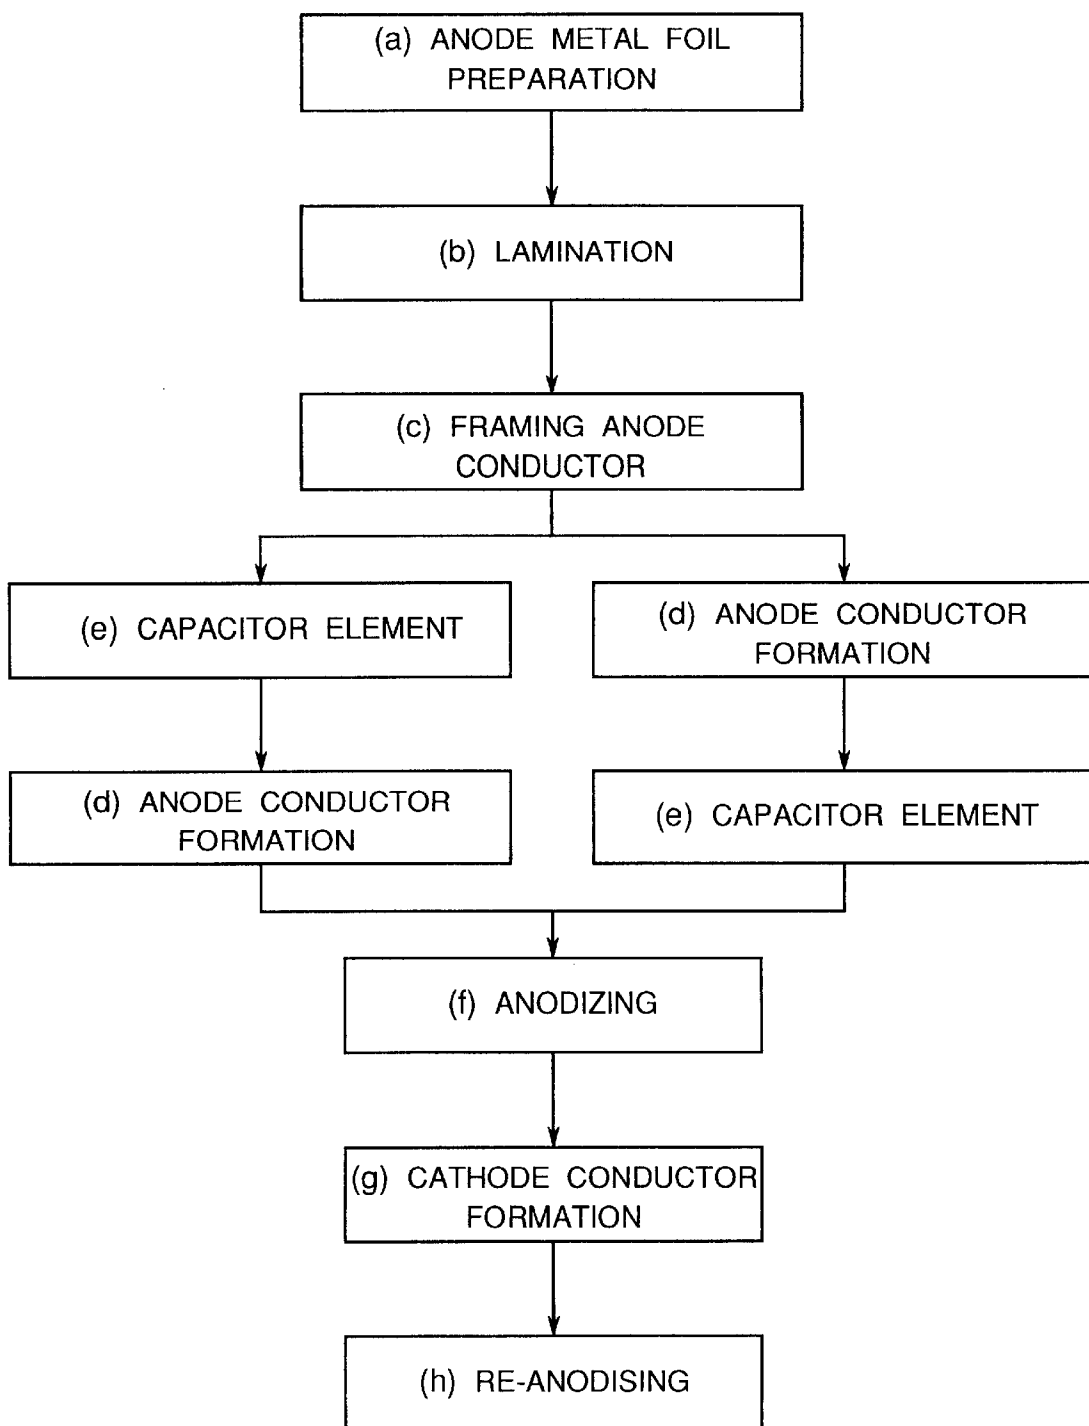 (a) ANODE METAL FOIL
PREPARATION
(b) LAMINATION
(c) FRAMING ANODE
CONDUCTOR
(e) CAPACITOR ELEMENT
(d) ANODE CONDUCTOR
FORMATION
(d) ANODE CONDUCTOR
FORMATION
(e) CAPACITOR ELEMENT
(f) ANODIZING
(g) CATHODE CONDUCTOR
FORMATION
(h) RE-ANODISING